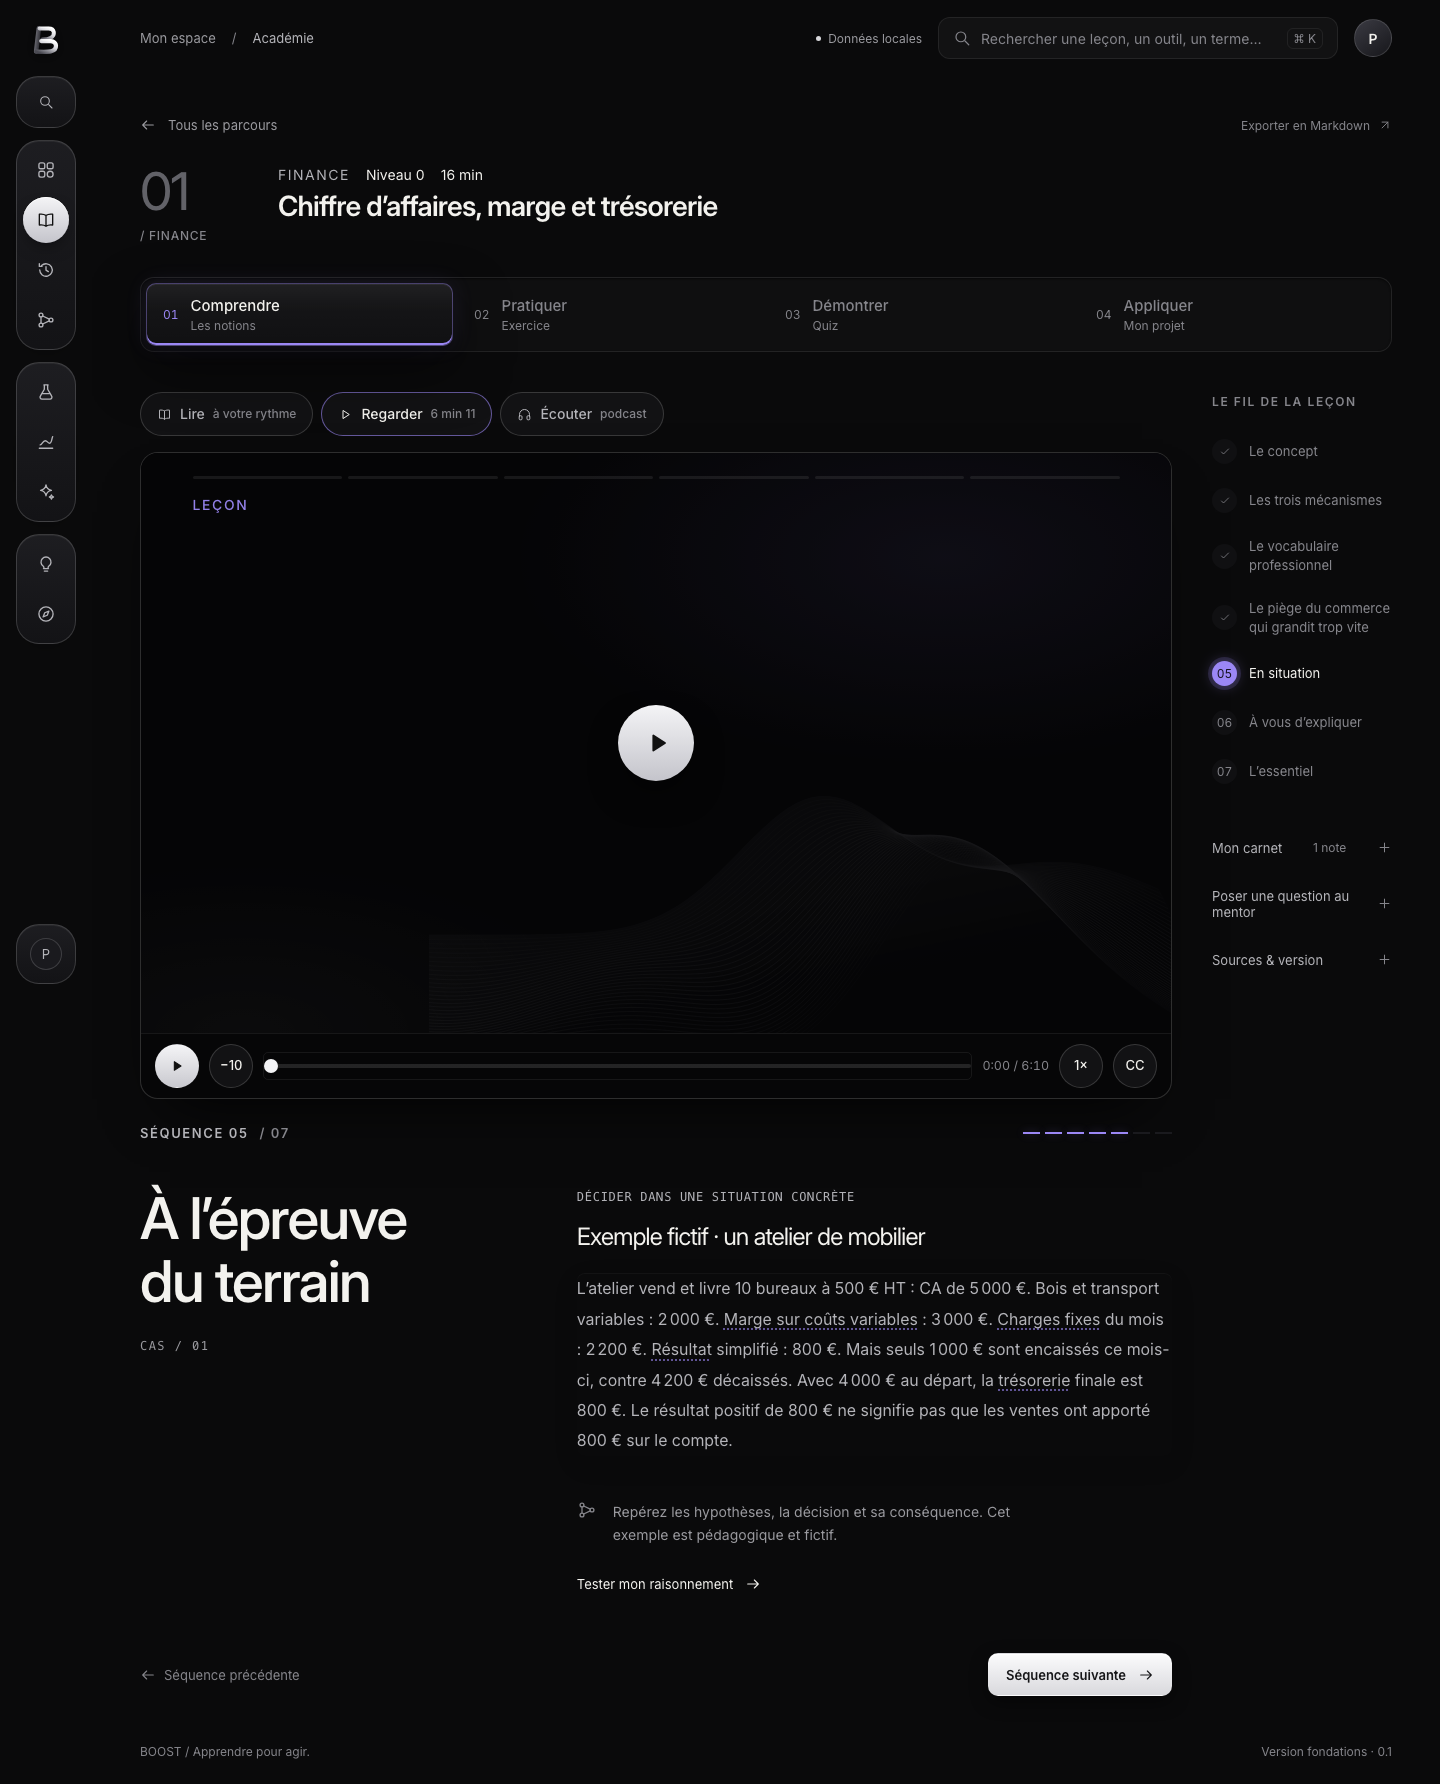 B
Mon espace / Académie
Données locales
Rechercher une leçon, un outil, un terme...
⌘ K
P
← Tous les parcours
Exporter en Markdown ↗
01
/ FINANCE
FINANCE Niveau 0 16 min
Chiffre d’affaires, marge et trésorerie
01 Comprendre
Les notions
02 Pratiquer
Exercice
03 Démontrer
Quiz
04 Appliquer
Mon projet
Lire à votre rythme
Regarder 6 min 11
Écouter podcast
LEÇON
−10
0:00 / 6:10
1×
CC
LE FIL DE LA LEÇON
Le concept
Les trois mécanismes
Le vocabulaire
professionnel
Le piège du commerce
qui grandit trop vite
05 En situation
06 À vous d’expliquer
07 L’essentiel
Mon carnet 1 note +
Poser une question au
mentor +
Sources & version +
P
SÉQUENCE 05 / 07
À l’épreuve
du terrain
CAS / 01
DÉCIDER DANS UNE SITUATION CONCRÈTE
Exemple fictif · un atelier de mobilier
L’atelier vend et livre 10 bureaux à 500 € HT : CA de 5 000 €. Bois et transport
variables : 2 000 €. Marge sur coûts variables : 3 000 €. Charges fixes du mois
: 2 200 €. Résultat simplifié : 800 €. Mais seuls 1 000 € sont encaissés ce mois-
ci, contre 4 200 € décaissés. Avec 4 000 € au départ, la trésorerie finale est
800 €. Le résultat positif de 800 € ne signifie pas que les ventes ont apporté
800 € sur le compte.
Repérez les hypothèses, la décision et sa conséquence. Cet
exemple est pédagogique et fictif.
Tester mon raisonnement →
← Séquence précédente
Séquence suivante →
BOOST / Apprendre pour agir.
Version fondations · 0.1